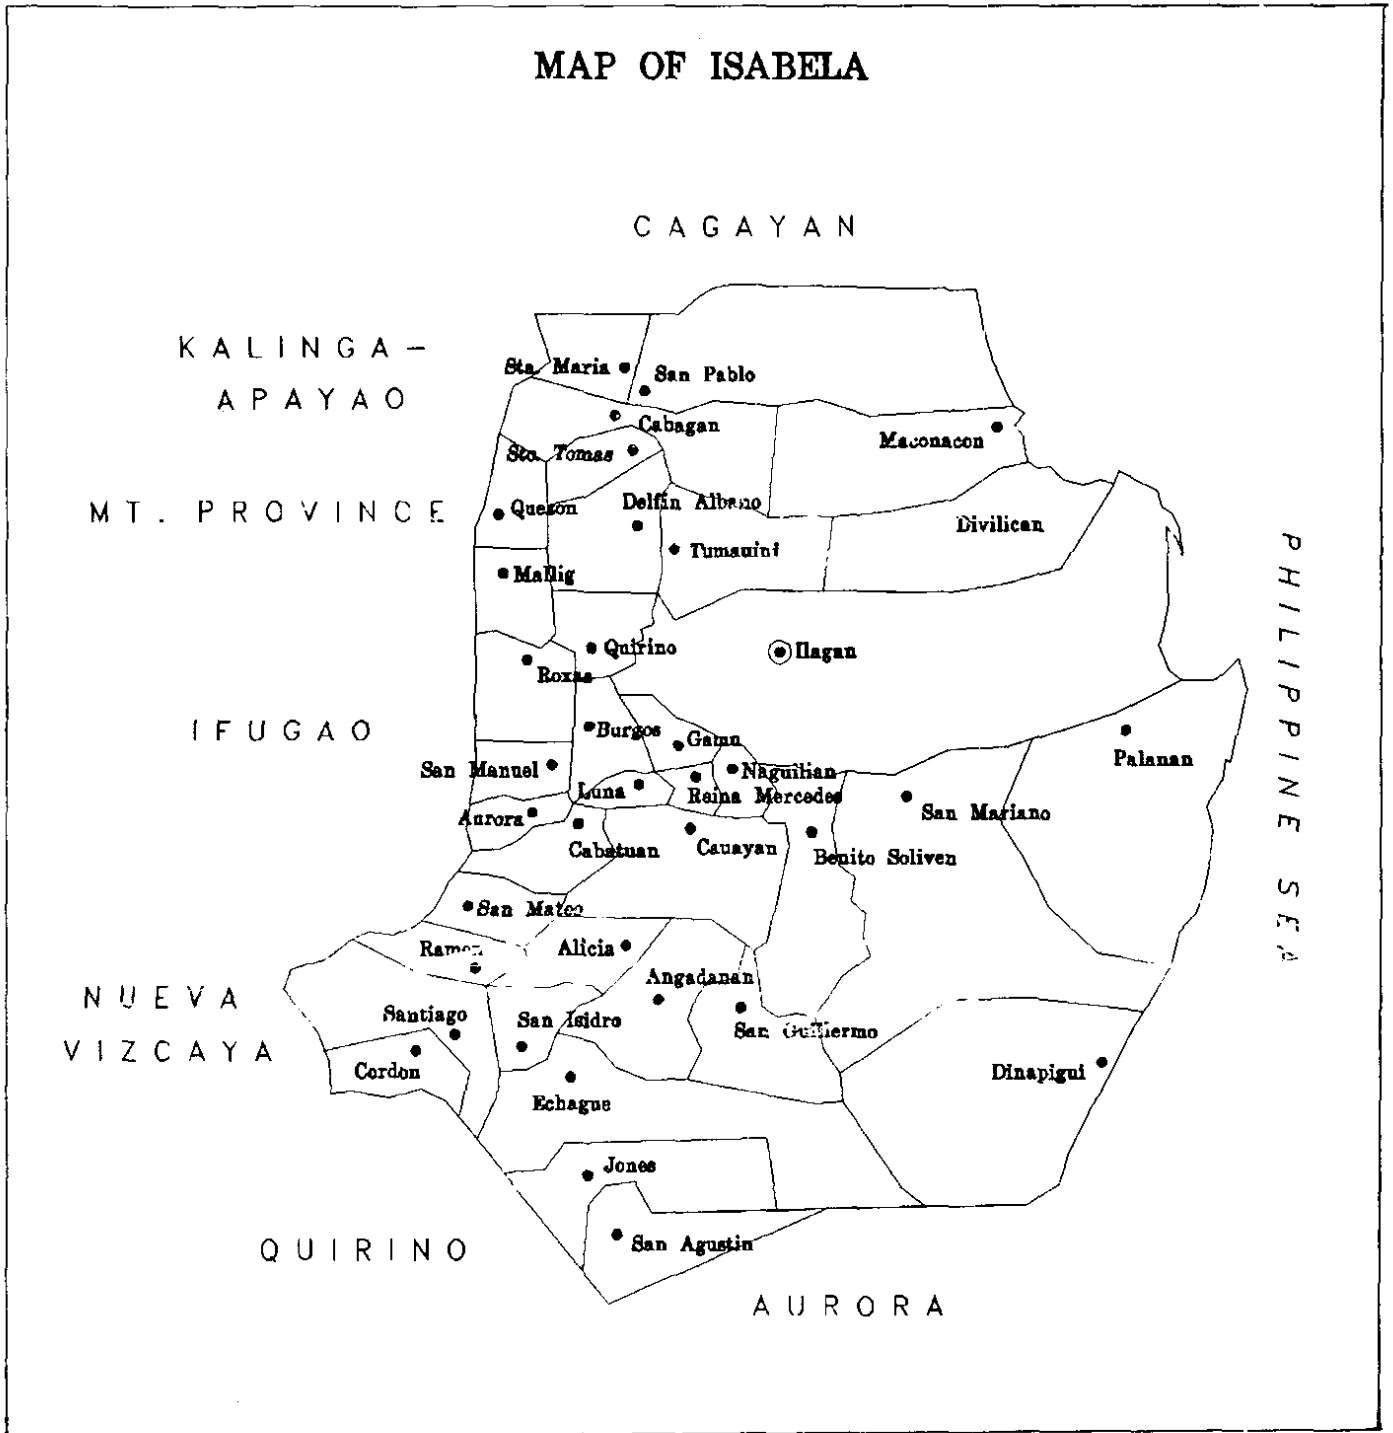 MAP OF ISABELA
CAGAYAN
KALINGA-
APAYAO
Sta. Maria
San Pablo
Cabagan
Maconacon
Sto. Tomas
MT. PROVINCE
Quezon
Delfin Albano
Divilican
Tumauini
Mallig
PHILIPPINE SEA
Quirino
Ilagan
Roxas
IFUGAO
Burgos
Gamu
Palanan
San Manuel
Naguilian
Luna
Reina Mercedes
San Mariano
Aurora
Cabatuan
Cauayan
Benito Soliven
San Mateo
Ramon
Alicia
Angadanan
NUEVA
VIZCAYA
Santiago
San Isidro
San Guillermo
Cordon
Dinapigui
Echague
Jones
San Agustin
QUIRINO
AURORA